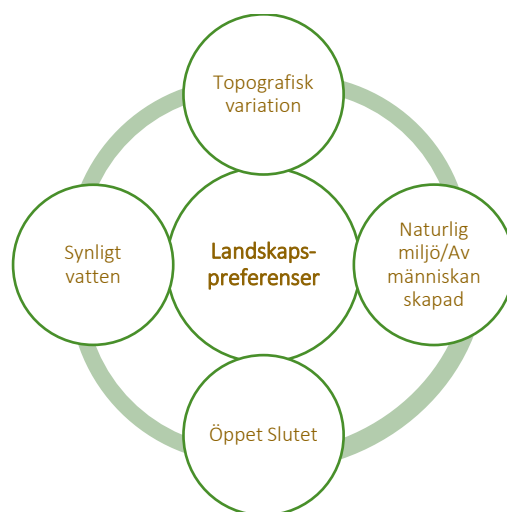 Topografisk
variation
Synligt
vatten
Landskaps-
preferenser
Naturlig
miljö/Av
människan
skapad
Öppet Slutet